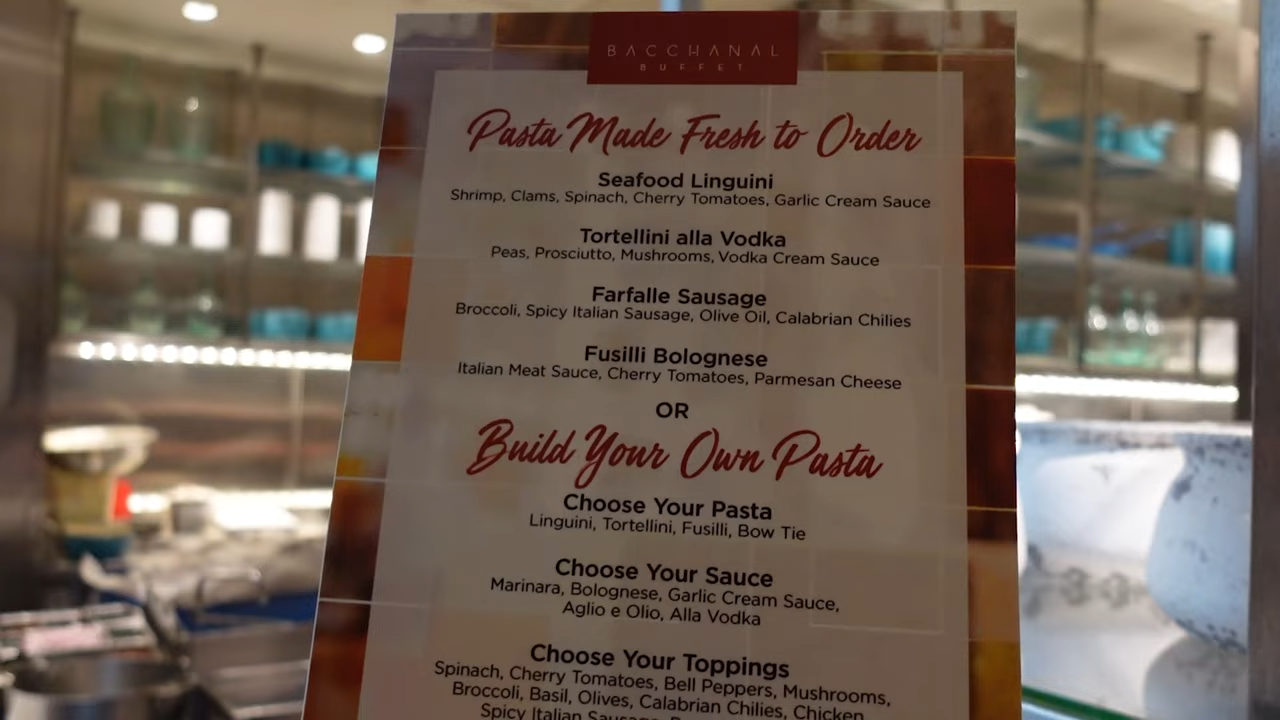 BACCHANAL
BUFFET
Pasta Made Fresh to Order
Seafood Linguini
Shrimp, Clams, Spinach, Cherry Tomatoes, Garlic Cream Sauce
Tortellini alla Vodka
Peas, Prosciutto, Mushrooms, Vodka Cream Sauce
Farfalle Sausage
Broccoli, Spicy Italian Sausage, Olive Oil, Calabrian Chilies
Fusilli Bolognese
Italian Meat Sauce, Cherry Tomatoes, Parmesan Cheese
OR
Build Your Own Pasta
Choose Your Pasta
Linguini, Tortellini, Fusilli, Bow Tie
Choose Your Sauce
Marinara, Bolognese, Garlic Cream Sauce,
Aglio e Olio, Alla Vodka
Choose Your Toppings
Spinach, Cherry Tomatoes, Bell Peppers, Mushrooms,
Broccoli, Basil, Olives, Calabrian Chilies, Chicken
Spicy Italian Sausage,